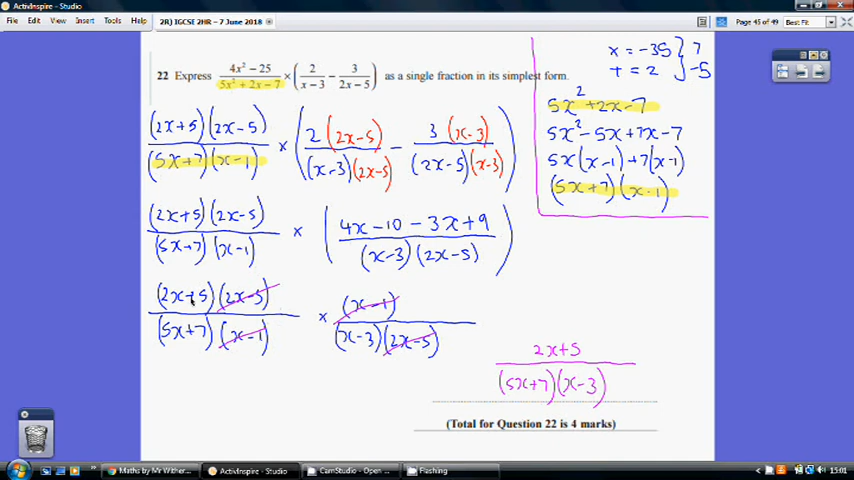 ActivInspire - Studio
File Edit View Insert Tools Help
2R) IGCSE 2HR - 7 June 2018
Page 45 of 49
Best Fit
22 Express (4x² − 25)/(5x² + 2x − 7) × (2/(x − 3) − 3/(2x − 5)) as a single fraction in its simplest form.
x = -35 } 7
+ = 2 } -5
5x² + 2x - 7
5x² - 5x + 7x - 7
5x(x-1) + 7(x-1)
(5x+7)(x-1)
(2x+5)(2x-5)/(5x+7)(x-1) × (2(2x-5)/(x-3)(2x-5) - 3(x-3)/(2x-5)(x-3))
(2x+5)(2x-5)/(5x+7)(x-1) × (4x-10-3x+9/(x-3)(2x-5))
(2x+5)(2x-5)/(5x+7)(x-1) × (x-1)/(x-3)(2x-5)
2x+5/(5x+7)(x-3)
(Total for Question 22 is 4 marks)
Maths by Mr Wither...
ActivInspire - Studio
CamStudio - Open ...
Flashing
15:01